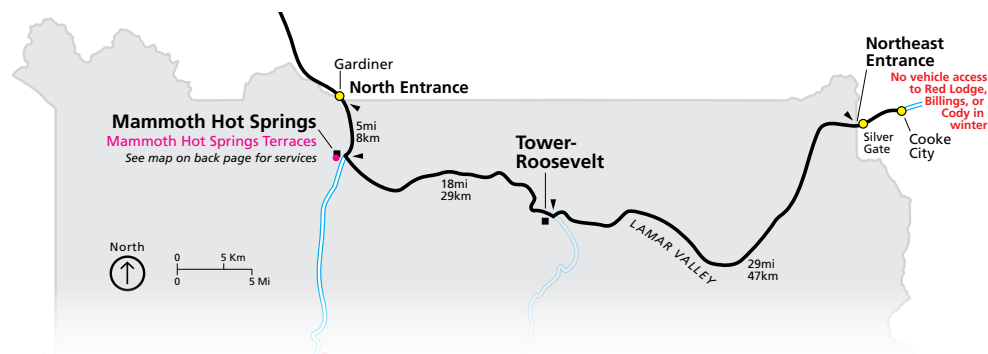 Gardiner
North Entrance
5mi
8km
Mammoth Hot Springs
Mammoth Hot Springs Terraces
See map on back page for services
18mi
29km
Tower-
Roosevelt
LAMAR VALLEY
29mi
47km
Northeast
Entrance
No vehicle access
to Red Lodge,
Billings, or
Cody in
winter
Silver
Gate
Cooke
City
North
0 5 Km
0 5 Mi